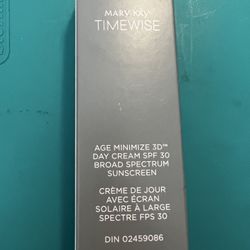 MARY KAY
TIMEWISE
AGE MINIMIZE 3D™
DAY CREAM SPF 30
BROAD SPECTRUM
SUNSCREEN
CRÈME DE JOUR
AVEC ÉCRAN
SOLAIRE À LARGE
SPECTRE FPS 30
DIN 02459086